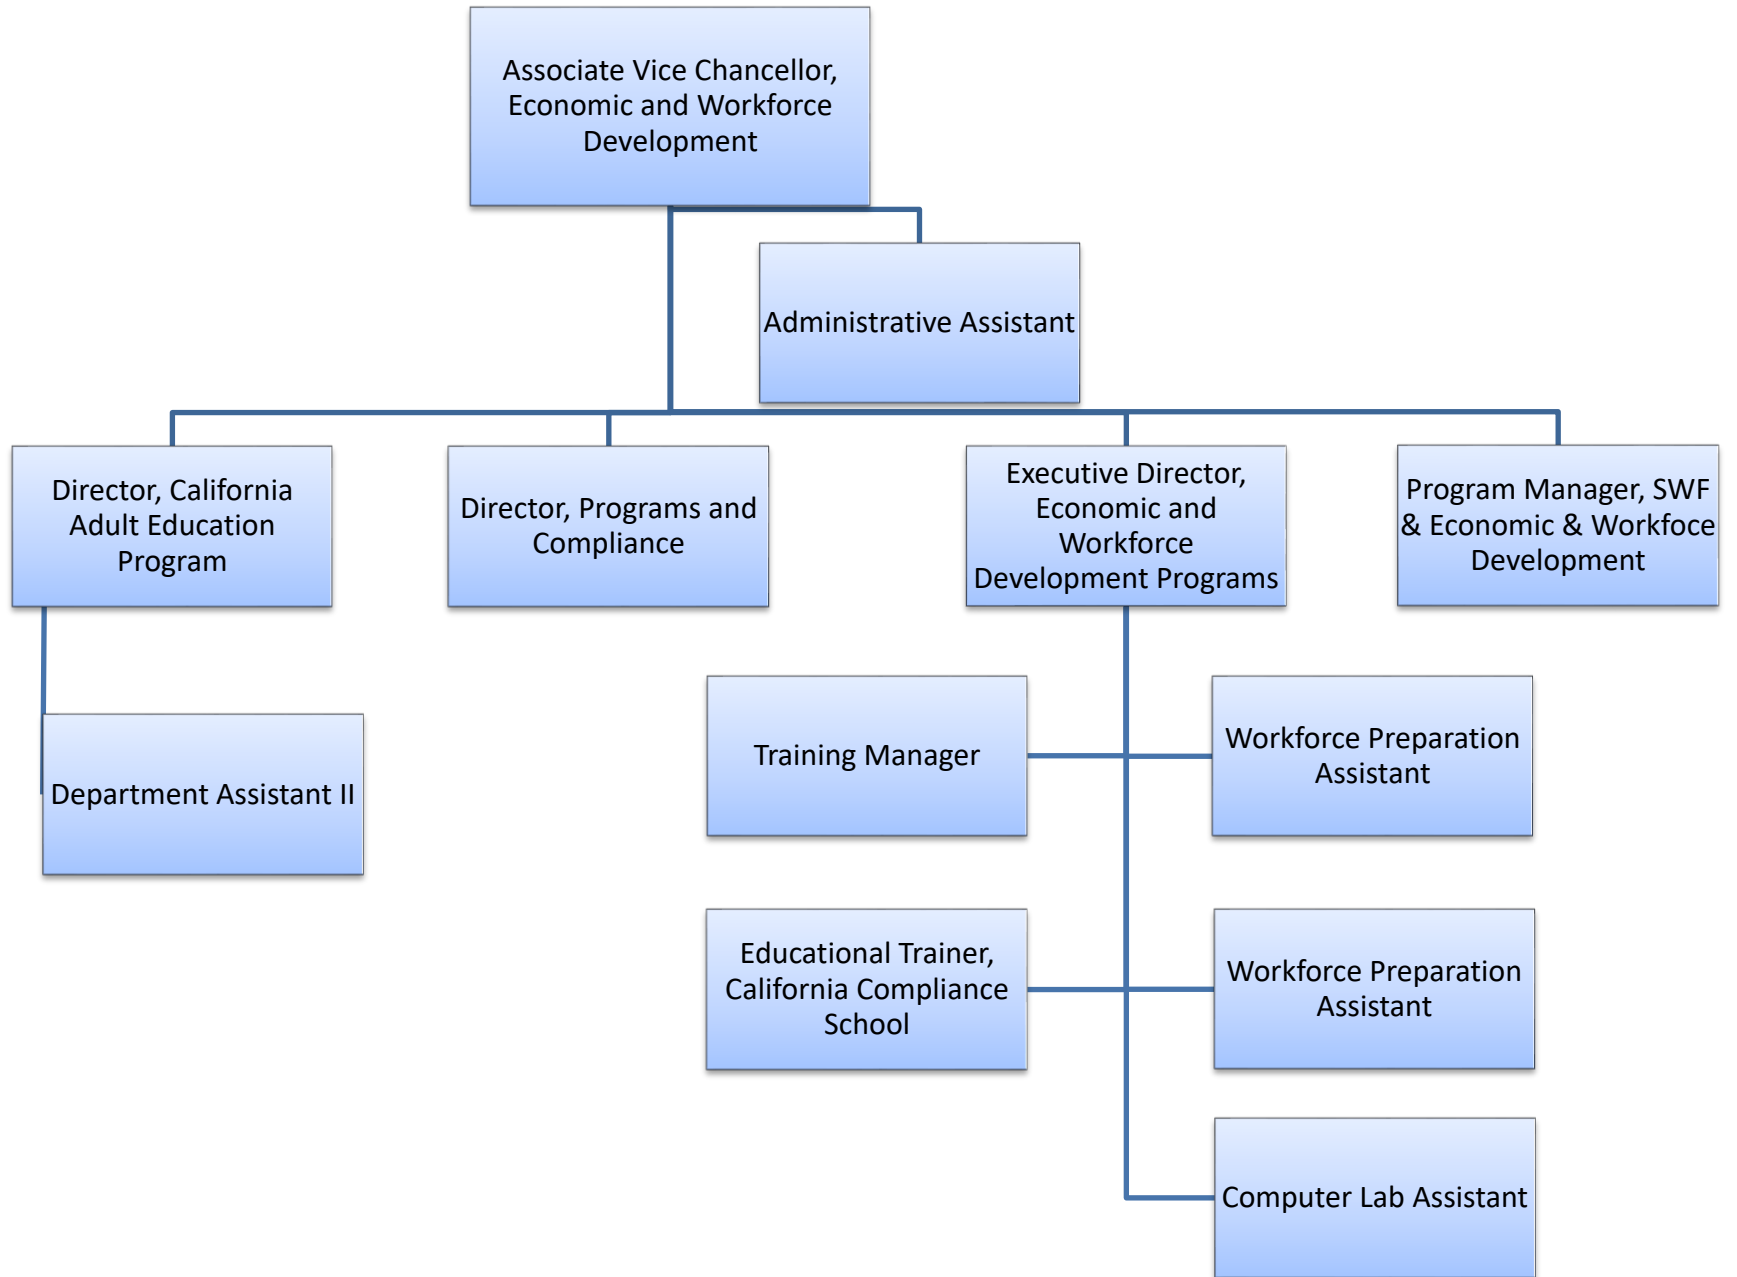 Associate Vice Chancellor,
Economic and Workforce
Development
Administrative Assistant
Director, California
Adult Education
Program
Director, Programs and
Compliance
Executive Director,
Economic and
Workforce
Development Programs
Program Manager, SWF
& Economic & Workfoce
Development
Department Assistant II
Training Manager
Workforce Preparation
Assistant
Educational Trainer,
California Compliance
School
Workforce Preparation
Assistant
Computer Lab Assistant